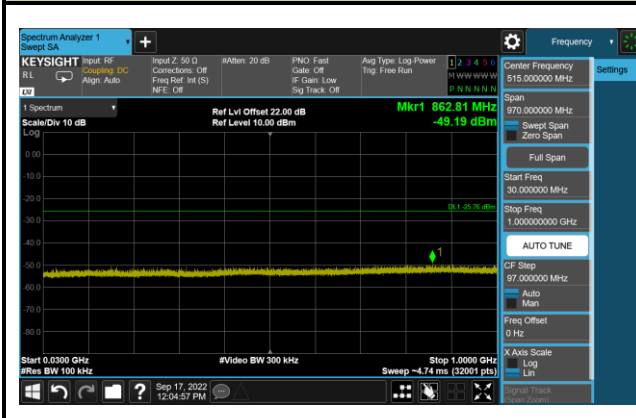 Spectrum Analyzer 1
Swept SA
+
Frequency
KEYSIGHT
RL
Input: RF
Coupling: DC
Align: Auto
Input Z: 50 Ω
Corrections: Off
Freq Ref: Int (S)
NFE: Off
#Atten: 20 dB
PNO: Fast
Gate: Off
IF Gain: Low
Sig Track: Off
Avg Type: Log-Power
Trig: Free Run
1 2 3 4 5 6
M W W W W W
P N N N N N
1 Spectrum
Scale/Div 10 dB
Log
Ref Lvl Offset 22.00 dB
Ref Level 10.00 dBm
Mkr1 862.81 MHz
-49.19 dBm
0.00
-10.0
-20.0
-30.0
-40.0
-50.0
-60.0
-70.0
-80.0
DL1 -25.76 dBm
1
Start 0.0300 GHz
#Res BW 100 kHz
#Video BW 300 kHz
Stop 1.0000 GHz
Sweep ~4.74 ms (32001 pts)
?
Sep 17, 2022
12:04:57 PM
Center Frequency
515.000000 MHz
Settings
Span
970.000000 MHz
Swept Span
Zero Span
Full Span
Start Freq
30.000000 MHz
Stop Freq
1.000000000 GHz
AUTO TUNE
CF Step
97.000000 MHz
Auto
Man
Freq Offset
0 Hz
X Axis Scale
Log
Lin
Signal Track
(Span Zoom)